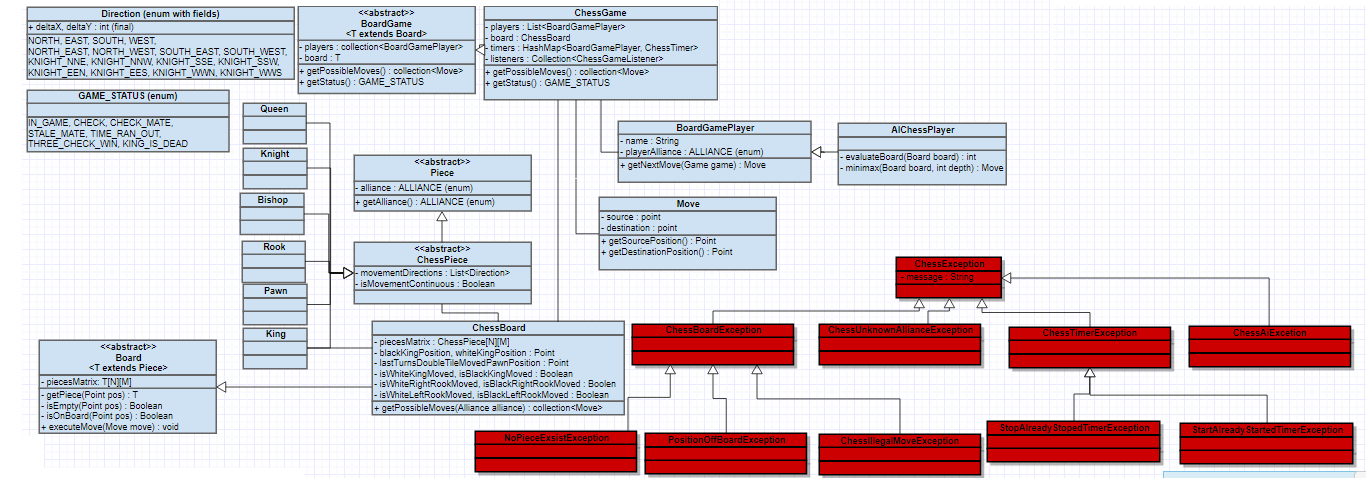 Direction (enum with fields)
+ deltaX, deltaY : int (final)
NORTH, EAST, SOUTH, WEST,
NORTH_EAST, NORTH_WEST, SOUTH_EAST, SOUTH_WEST,
KNIGHT_NNE, KNIGHT_NNW, KNIGHT_SSE, KNIGHT_SSW,
KNIGHT_EEN, KNIGHT_EES, KNIGHT_WWN, KNIGHT_WWS
GAME_STATUS (enum)
IN_GAME, CHECK, CHECK_MATE,
STALE_MATE, TIME_RAN_OUT,
THREE_CHECK_WIN, KING_IS_DEAD
<<abstract>>
BoardGame
<T extends Board>
- players : collection<BoardGamePlayer>
- board : T
+ getPossibleMoves() : collection<Move>
+ getStatus() : GAME_STATUS
ChessGame
- players : List<BoardGamePlayer>
- board : ChessBoard
- timers : HashMap<BoardGamePlayer, ChessTimer>
- listeners : Collection<ChessGameListener>
+ getPossibleMoves() : collection<Move>
+ getStatus() : GAME_STATUS
Queen
Knight
Bishop
Rook
Pawn
King
<<abstract>>
Piece
- alliance : ALLIANCE (enum)
+ getAlliance() : ALLIANCE (enum)
<<abstract>>
ChessPiece
- movementDirections : List<Direction>
- isMovementContinuous : Boolean
BoardGamePlayer
- name : String
- playerAlliance : ALLIANCE (enum)
+ getNextMove(Game game) : Move
AIChessPlayer
- evaluateBoard(Board board) : int
- minimax(Board board, int depth) : Move
Move
- source : point
- destination : point
+ getSourcePosition() : Point
+ getDestinationPosition() : Point
<<abstract>>
Board
<T extends Piece>
- piecesMatrix: T[N][M]
- getPiece(Point pos) : T
- isEmpty(Point pos) : Boolean
- isOnBoard(Point pos) : Boolean
+ executeMove(Move move) : void
ChessBoard
- piecesMatrix : ChessPiece[N][M]
- blackKingPosition, whiteKingPosition : Point
- lastTurnsDoubleTileMovedPawnPosition : Point
- isWhiteKingMoved, isBlackKingMoved : Boolean
- isWhiteRightRookMoved, isBlackRightRookMoved : Boolen
- isWhiteLeftRookMoved, isBlackLeftRookMoved : Boolean
+ getPossibleMoves(Alliance alliance) : collection<Move>
ChessException
- message : String
ChessBoardException
ChessUnknownAllianceException
ChessTimerException
ChessAiExcetion
NoPieceExsistException
PositionOffBoardException
ChessIllegalMoveException
StopAlreadyStopedTimerException
StartAlreadyStartedTimerException